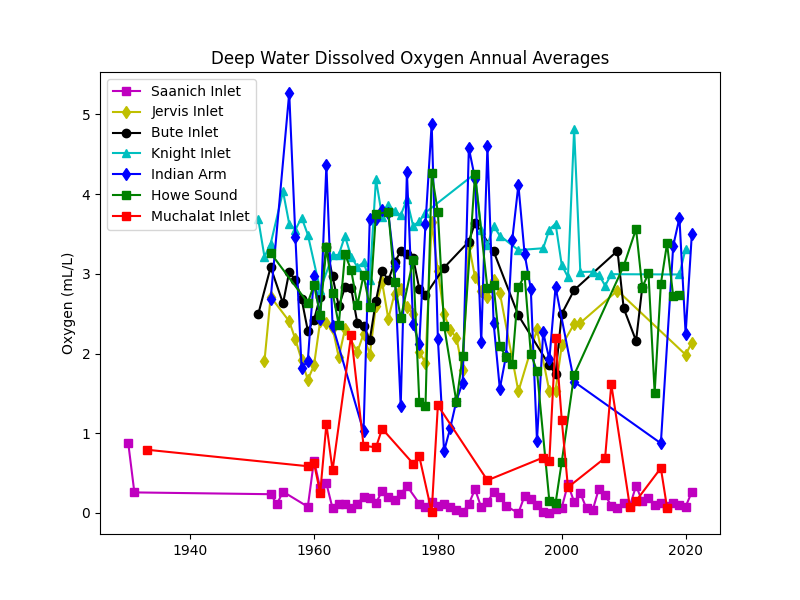 Deep Water Dissolved Oxygen Annual Averages
Saanich Inlet
Jervis Inlet
Bute Inlet
Knight Inlet
Indian Arm
Howe Sound
Muchalat Inlet
Oxygen (mL/L)
5
4
3
2
1
0
1940
1960
1980
2000
2020